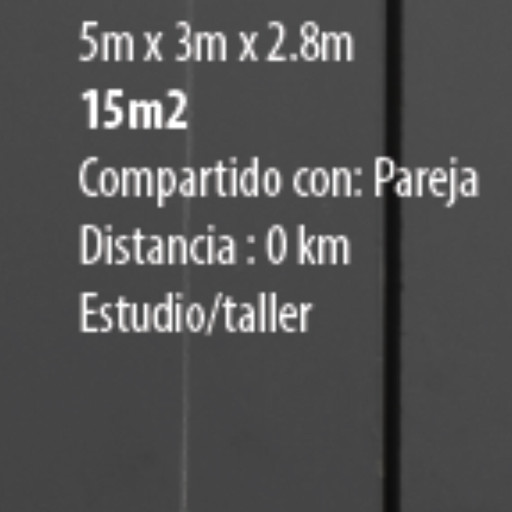 5m x 3m x 2.8m
15m2
Compartido con: Pareja
Distancia : 0 km
Estudio/taller